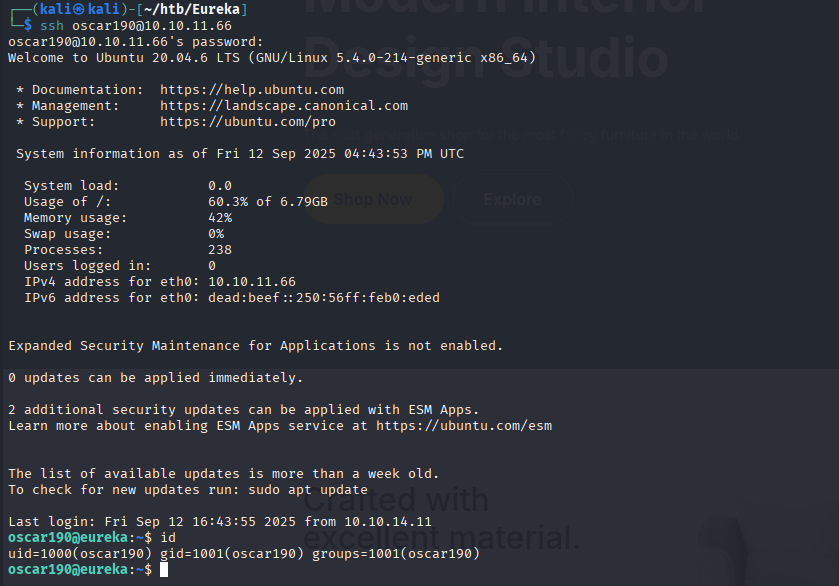 Modern Interior
┌──(kali㉿kali)-[~/htb/Eureka]
└─$ ssh oscar190@10.10.11.66
oscar190@10.10.11.66's password:
Welcome to Ubuntu 20.04.6 LTS (GNU/Linux 5.4.0-214-generic x86_64)
Design Studio
* Documentation: https://help.ubuntu.com
* Management: https://landscape.canonical.com
* Support: https://ubuntu.com/pro
System information as of Fri 12 Sep 2025 04:43:53 PM UTC
System load: 0.0
Usage of /: 60.3% of 6.79GB
Shop Now
Explore
Memory usage: 42%
Swap usage: 0%
Processes: 238
Users logged in: 0
IPv4 address for eth0: 10.10.11.66
IPv6 address for eth0: dead:beef::250:56ff:feb0:eded
Expanded Security Maintenance for Applications is not enabled.
0 updates can be applied immediately.
2 additional security updates can be applied with ESM Apps.
Learn more about enabling ESM Apps service at https://ubuntu.com/esm
The list of available updates is more than a week old.
To check for new updates run: sudo apt update
Crafted with
Last login: Fri Sep 12 16:43:55 2025 from 10.10.14.11
excellent material.
oscar190@eureka:~$ id
uid=1000(oscar190) gid=1001(oscar190) groups=1001(oscar190)
oscar190@eureka:~$